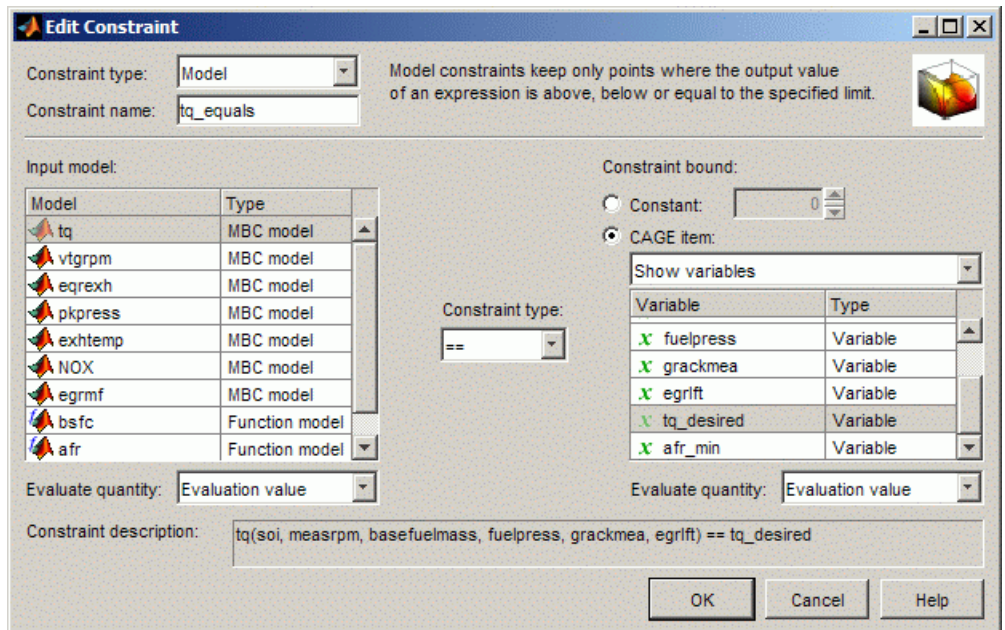 Edit Constraint
Constraint type: Model
Model constraints keep only points where the output value
of an expression is above, below or equal to the specified limit.
Constraint name: tq_equals
Input model:
Model Type
tq MBC model
vtgrpm MBC model
eqrexh MBC model
pkpress MBC model
exhtemp MBC model
NOX MBC model
egrmf MBC model
bsfc Function model
afr Function model
Evaluate quantity: Evaluation value
Constraint type:
==
Constraint bound:
Constant: 0
CAGE item:
Show variables
Variable Type
fuelpress Variable
grackmea Variable
egrlft Variable
tq_desired Variable
afr_min Variable
Evaluate quantity: Evaluation value
Constraint description: tq(soi, measrpm, basefuelmass, fuelpress, grackmea, egrlft) == tq_desired
OK Cancel Help